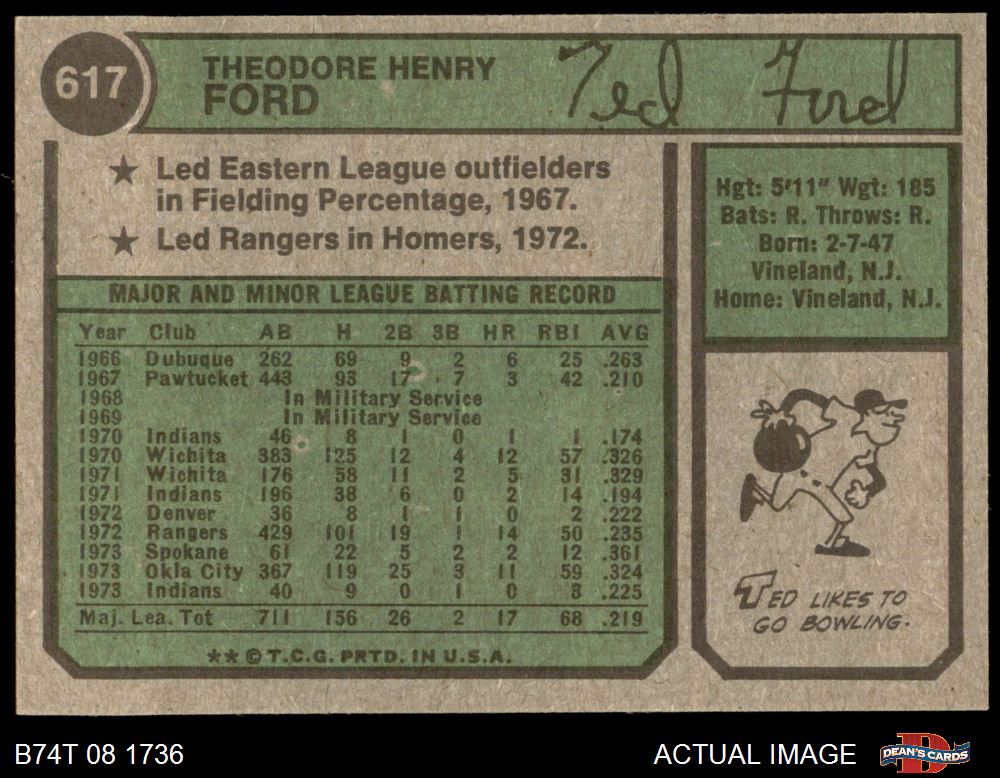 617
THEODORE HENRY
FORD
Ted Ford
★ Led Eastern League outfielders
in Fielding Percentage, 1967.
★ Led Rangers in Homers, 1972.
Hgt: 5'11" Wgt: 185
Bats: R. Throws: R.
Born: 2-7-47
Vineland, N.J.
Home: Vineland, N.J.
MAJOR AND MINOR LEAGUE BATTING RECORD
Year Club AB H 2B 3B HR RBI AVG
1966 Dubuque 262 69 9 2 6 25 .263
1967 Pawtucket 443 93 17 7 3 42 .210
1968 In Military Service
1969 In Military Service
1970 Indians 46 8 1 0 1 1 .174
1970 Wichita 383 125 12 4 12 57 .326
1971 Wichita 176 58 11 2 5 31 .329
1971 Indians 196 38 6 0 2 14 .194
1972 Denver 36 8 1 1 0 2 .222
1972 Rangers 429 101 19 1 14 50 .235
1973 Spokane 61 22 5 2 2 12 .361
1973 Okla City 367 119 25 3 11 59 .324
1973 Indians 40 9 0 1 0 3 .225
Maj. Lea. Tot 711 156 26 2 17 68 .219
** © T.C.G. PRTD. IN U.S.A.
TED LIKES TO
GO BOWLING.
B74T 08 1736
ACTUAL IMAGE
DEAN'S CARDS